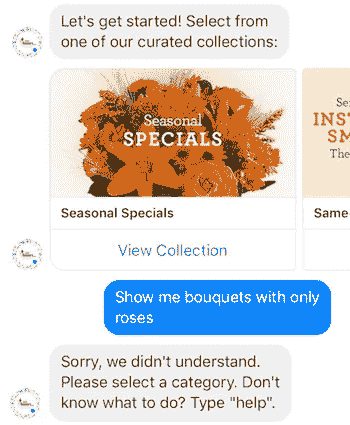 Let's get started! Select from
one of our curated collections:
Seasonal
SPECIALS
Se
INST
SM
The
Seasonal Specials
Same
View Collection
Show me bouquets with only
roses
Sorry, we didn't understand.
Please select a category. Don't
know what to do? Type "help".